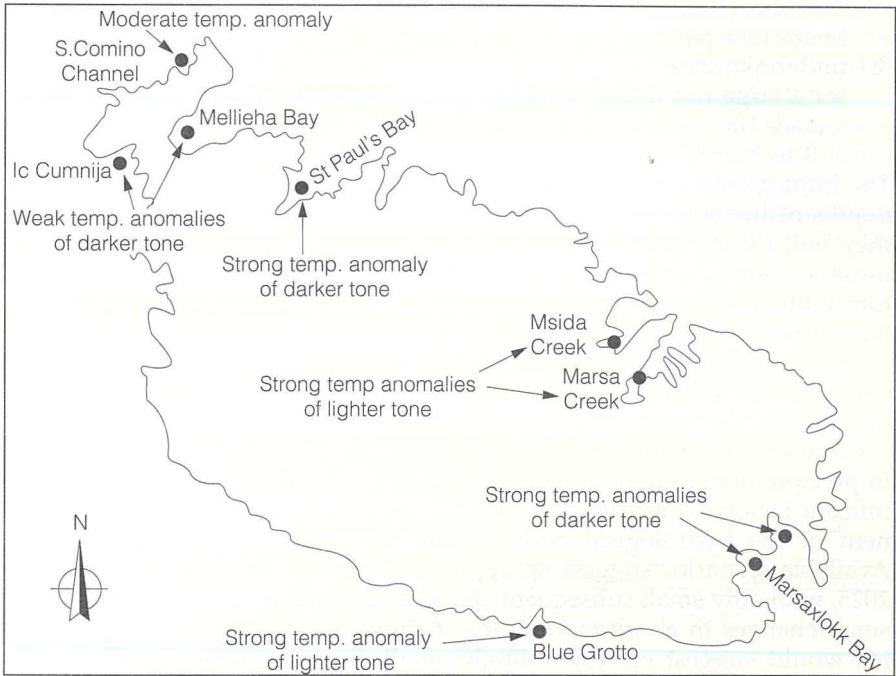 Moderate temp. anomaly
S.Comino
Channel
Mellieha Bay
Ic Cumnija
St Paul's Bay
Weak temp. anomalies
of darker tone
Strong temp. anomaly
of darker tone
Msida
Creek
Strong temp anomalies
of lighter tone
Marsa
Creek
Strong temp. anomalies
of darker tone
N
Marsaxlokk Bay
Strong temp. anomaly
of lighter tone
Blue Grotto